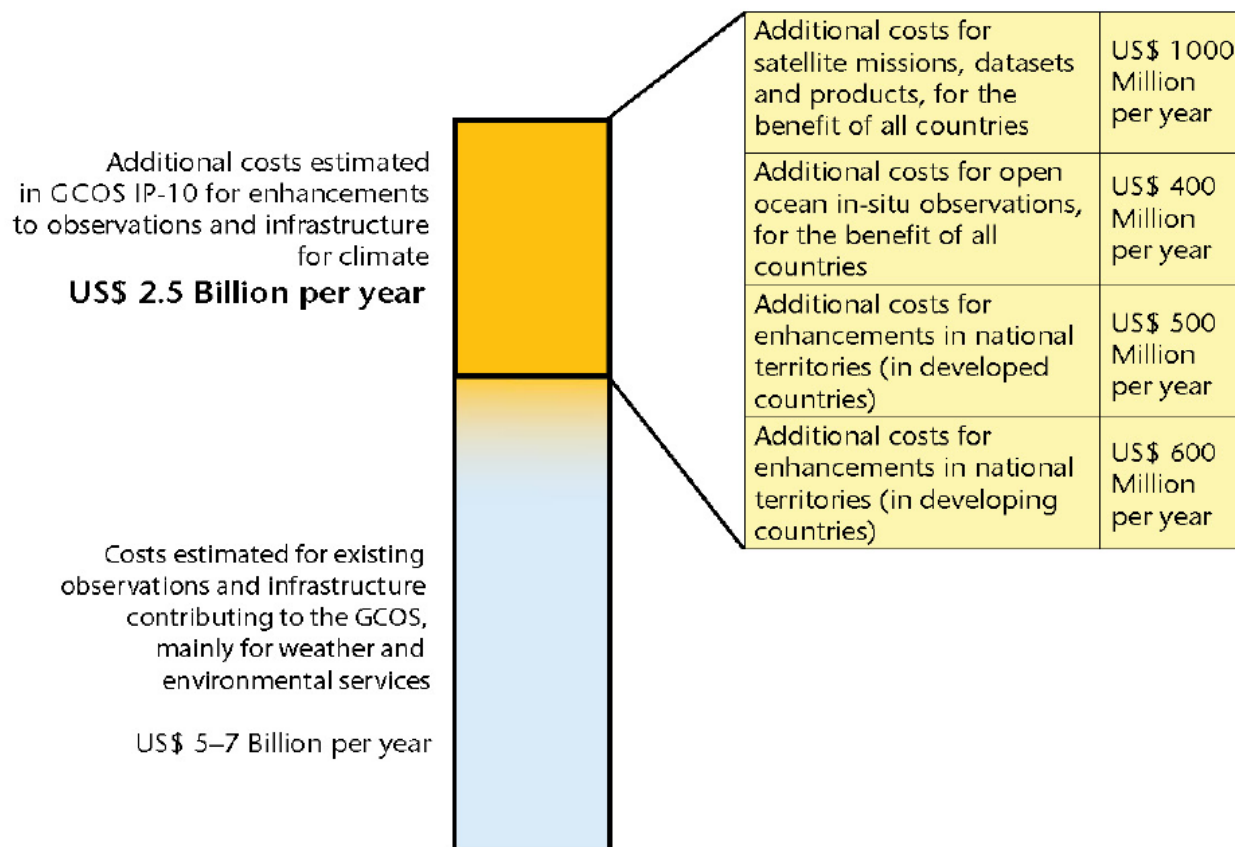 Additional costs estimated
in GCOS IP-10 for enhancements
to observations and infrastructure
for climate
US$ 2.5 Billion per year
Costs estimated for existing
observations and infrastructure
contributing to the GCOS,
mainly for weather and
environmental services
US$ 5–7 Billion per year
Additional costs for
satellite missions, datasets
and products, for the
benefit of all countries
US$ 1000
Million
per year
Additional costs for open
ocean in-situ observations,
for the benefit of all
countries
US$ 400
Million
per year
Additional costs for
enhancements in national
territories (in developed
countries)
US$ 500
Million
per year
Additional costs for
enhancements in national
territories (in developing
countries)
US$ 600
Million
per year